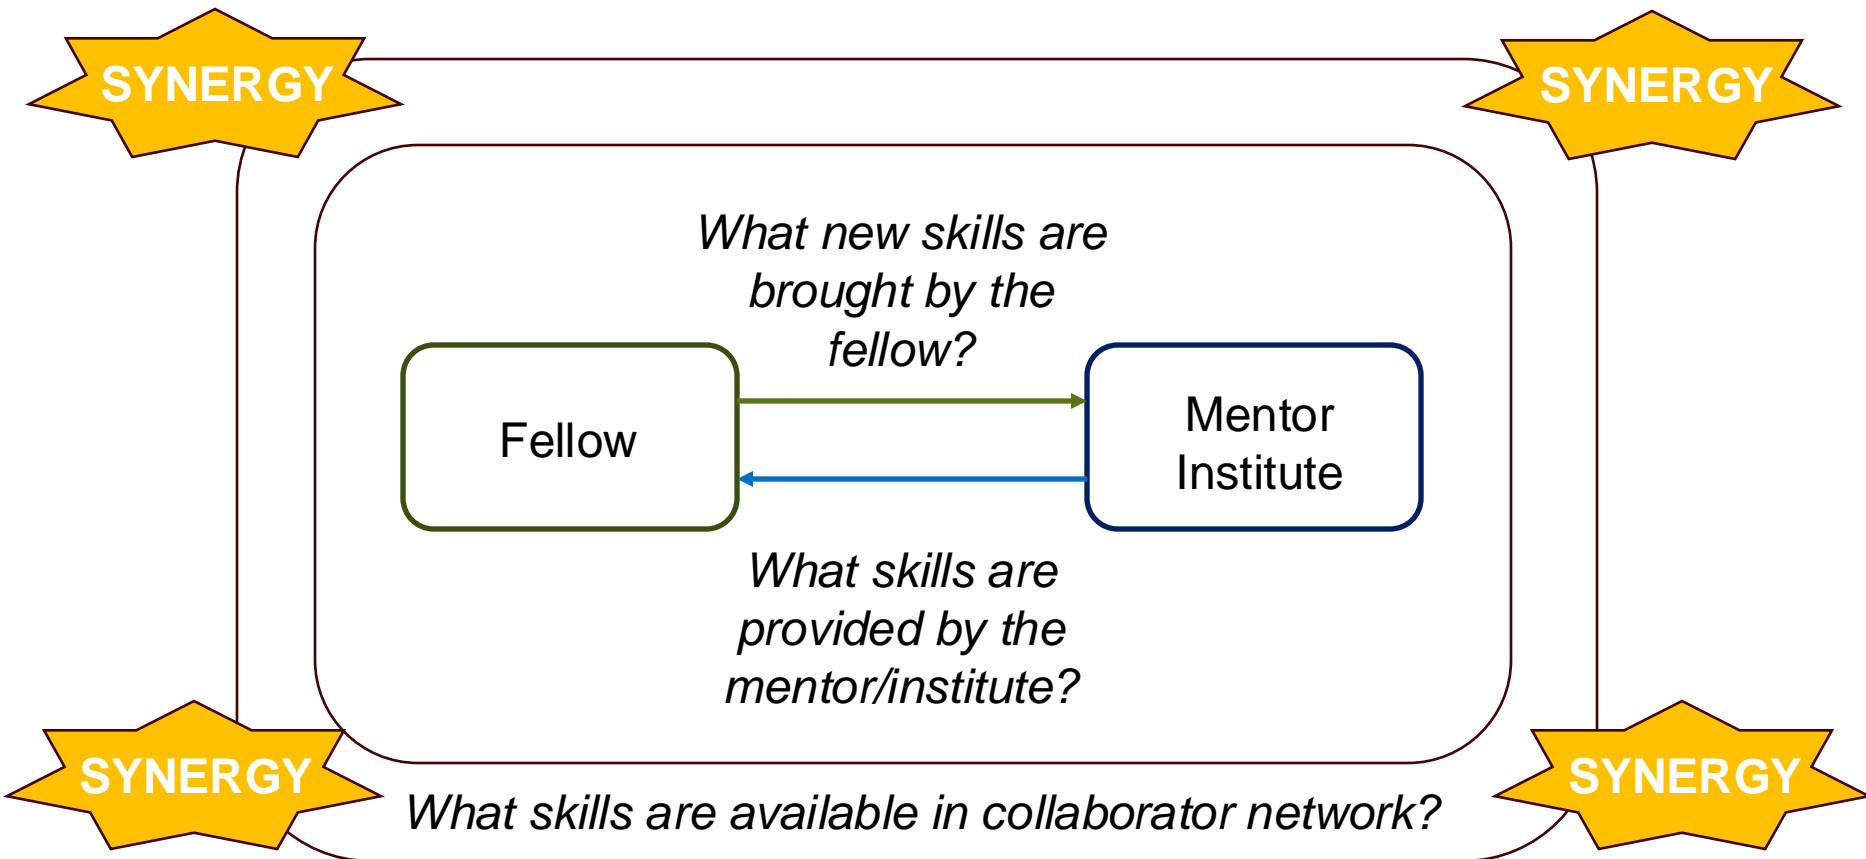 SYNERGY
SYNERGY
What new skills are
brought by the
fellow?
Fellow
Mentor
Institute
What skills are
provided by the
mentor/institute?
SYNERGY
SYNERGY
What skills are available in collaborator network?